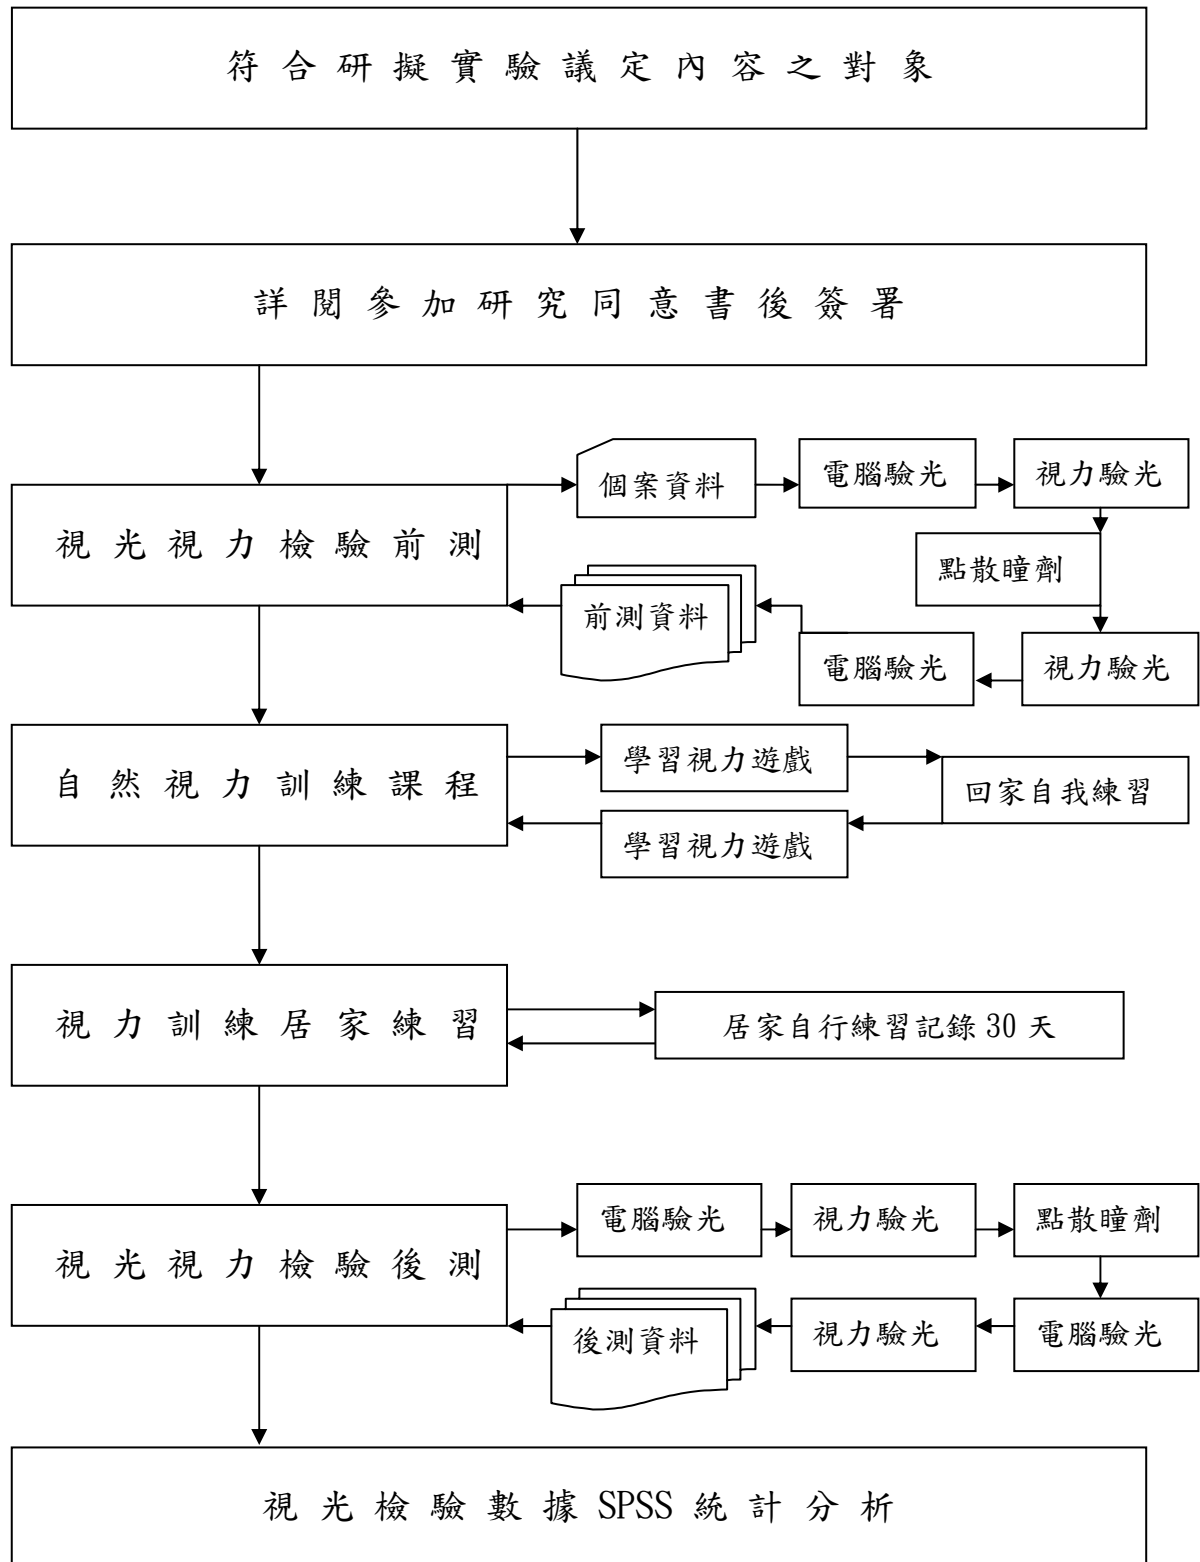 符合研擬實驗議定內容之對象
詳閱參加研究同意書後簽署
視光視力檢驗前測
個案資料
電腦驗光
視力驗光
點散瞳劑
視力驗光
電腦驗光
前測資料
自然視力訓練課程
學習視力遊戲
回家自我練習
學習視力遊戲
視力訓練居家練習
居家自行練習記錄30天
視光視力檢驗後測
電腦驗光
視力驗光
點散瞳劑
電腦驗光
視力驗光
後測資料
視光檢驗數據SPSS統計分析